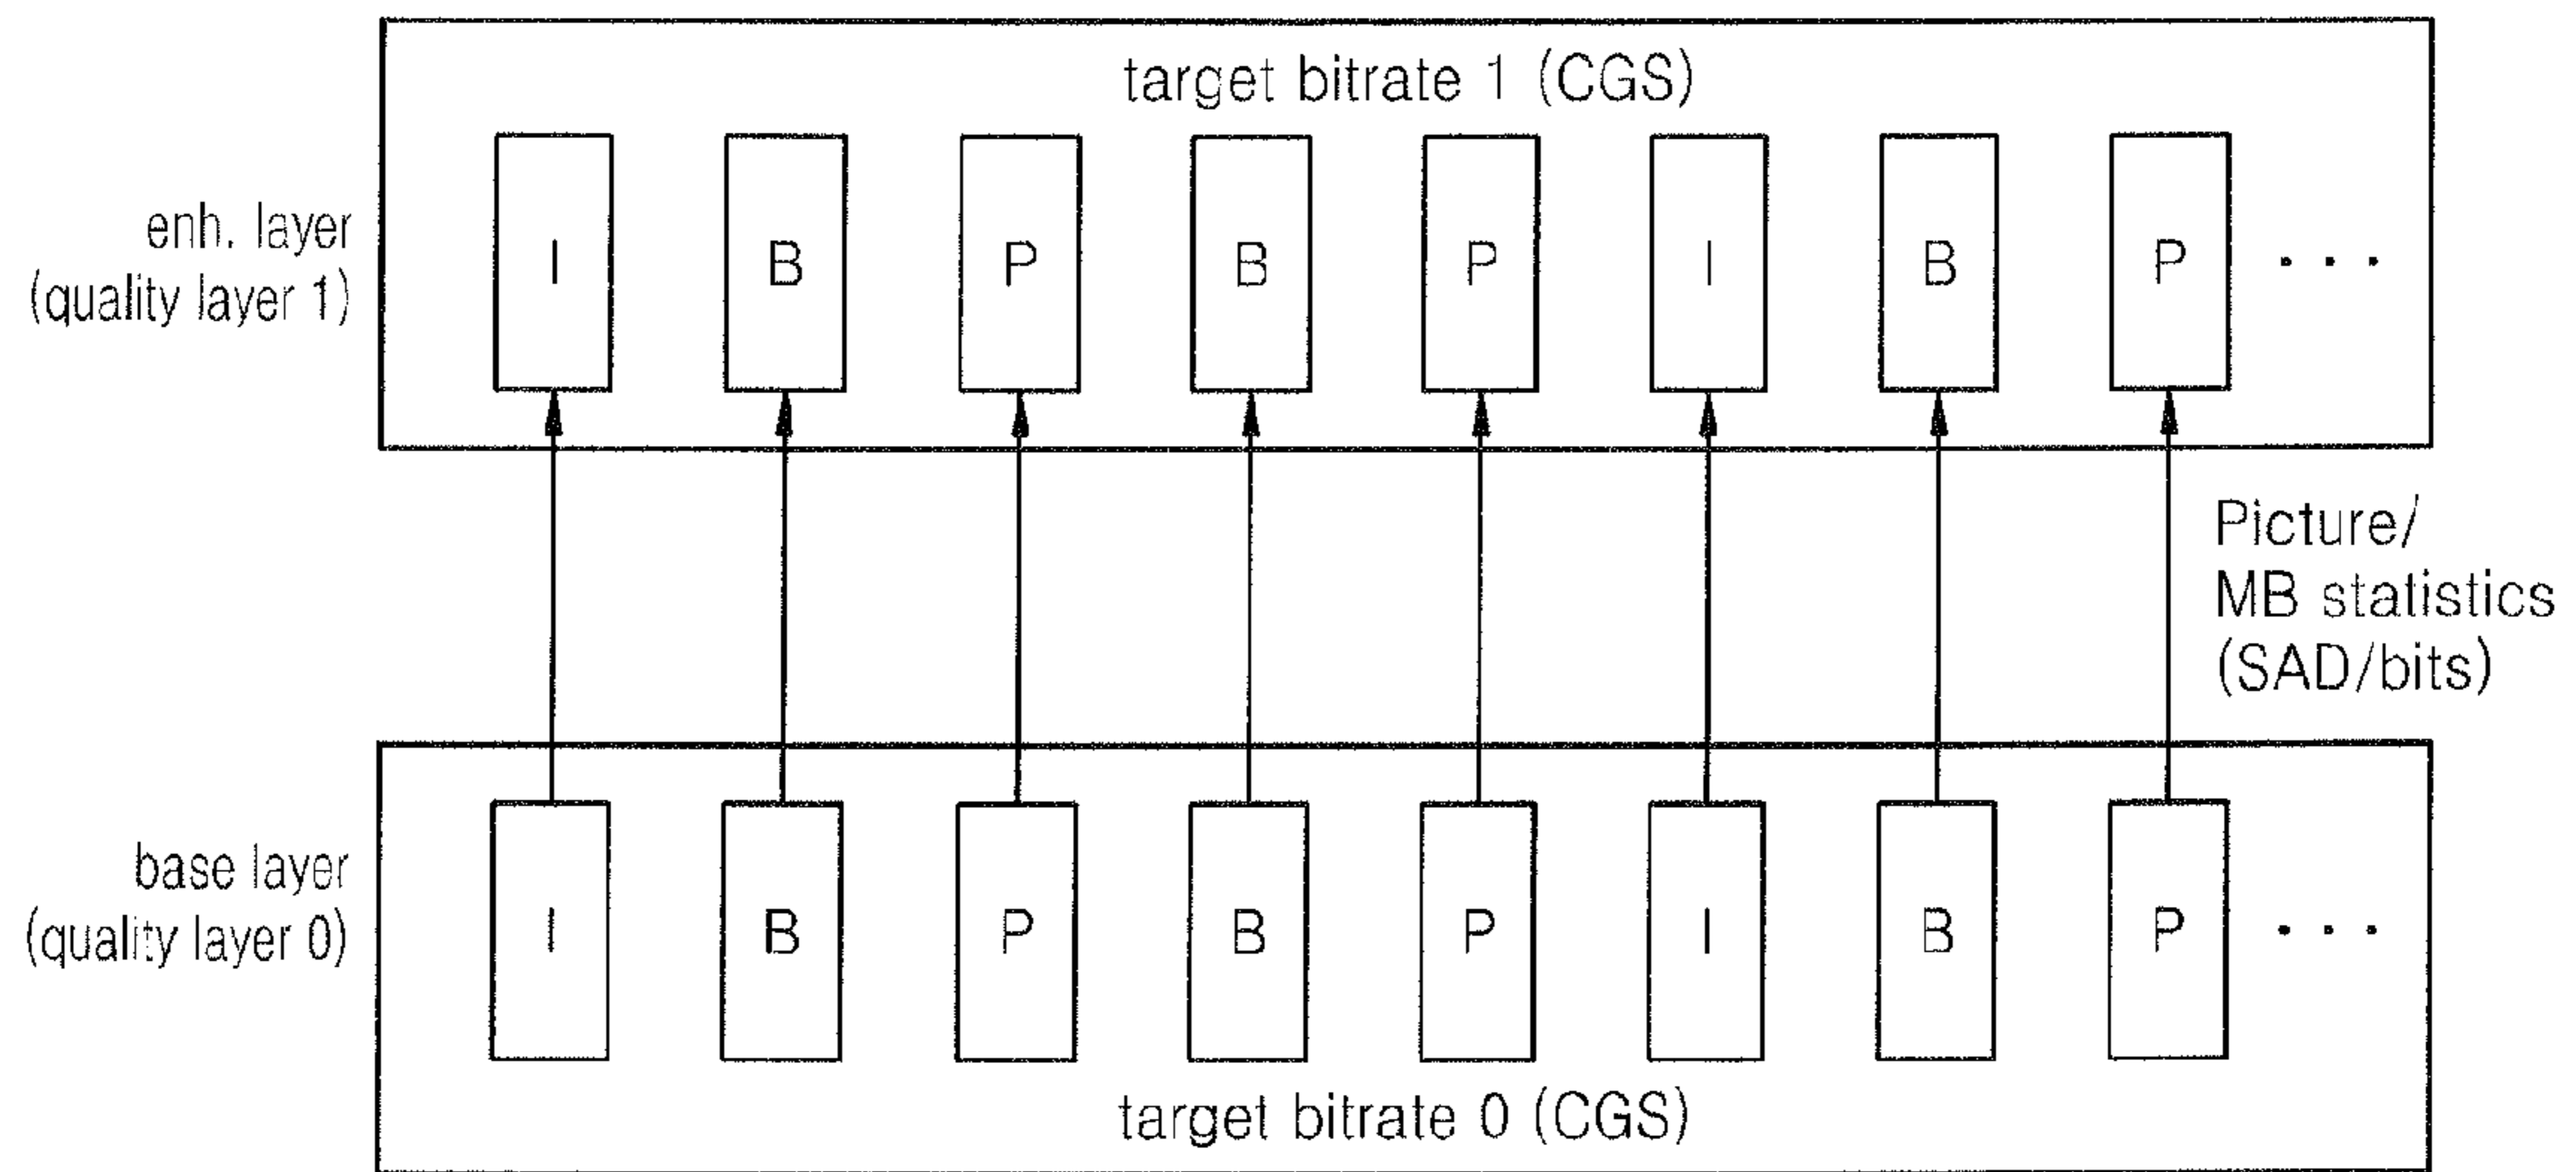 target bitrate 1 (CGS)
enh. layer
(quality layer 1)
I B P B P I B P . . .
Picture/
MB statistics
(SAD/bits)
base layer
(quality layer 0)
I B P B P I B P . . .
target bitrate 0 (CGS)